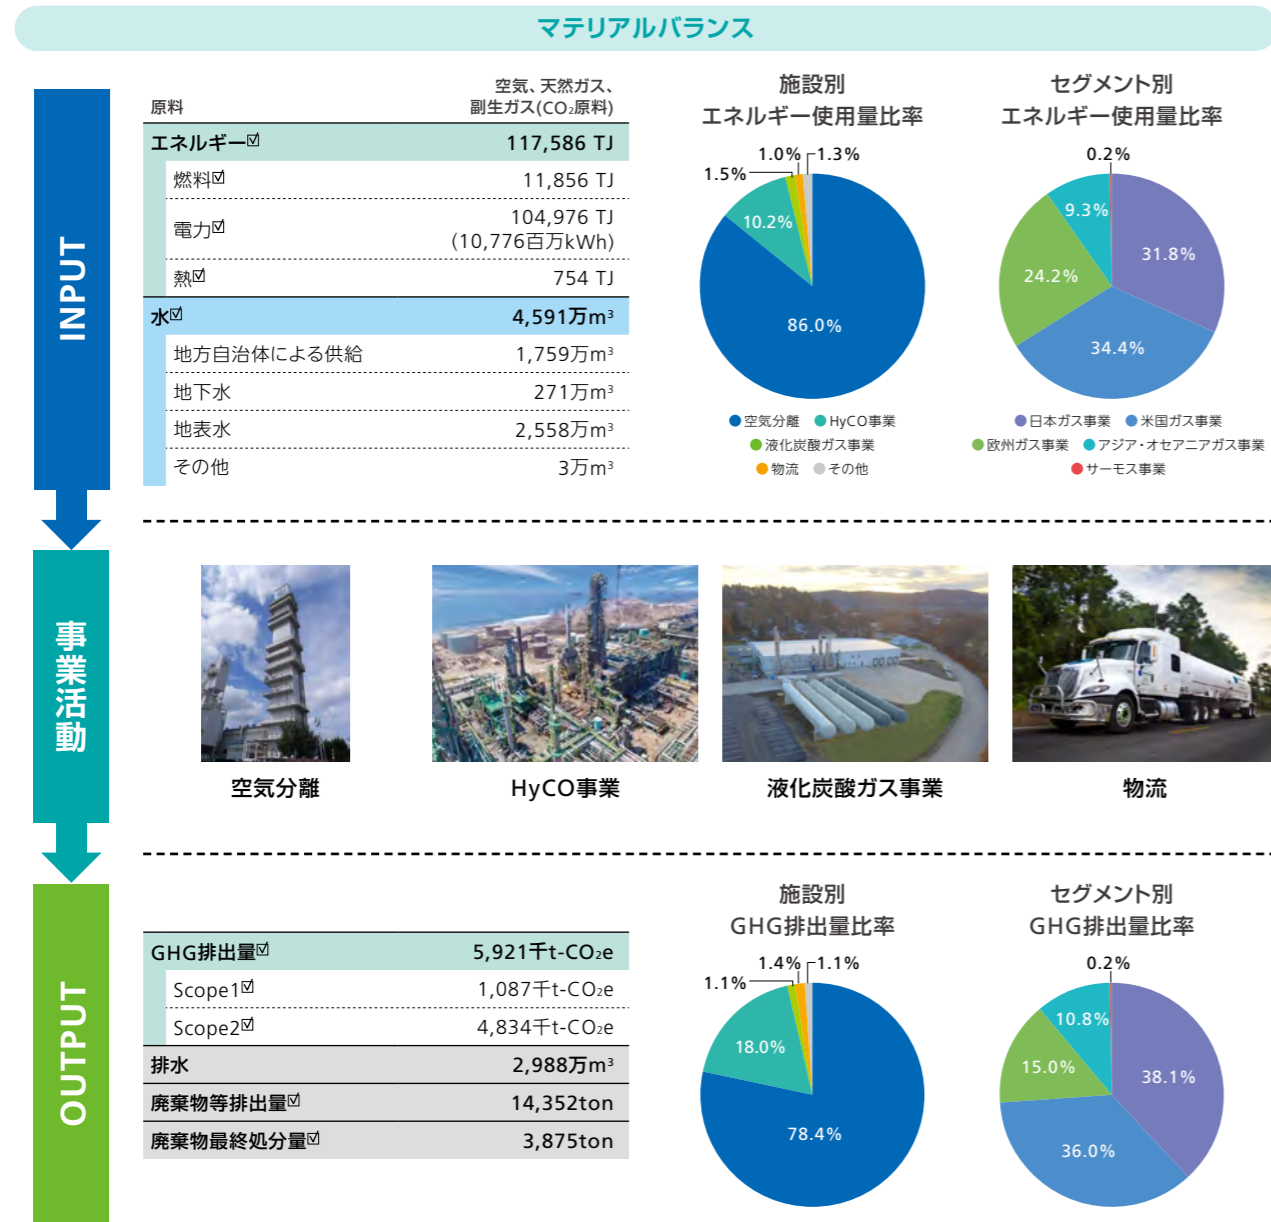 マテリアルバランス
INPUT
原料
空気、天然ガス、
副生ガス(CO₂原料)
エネルギー☑ 117,586 TJ
燃料☑ 11,856 TJ
電力☑ 104,976 TJ
(10,776百万kWh)
熱☑ 754 TJ
水☑ 4,591万m³
地方自治体による供給 1,759万m³
地下水 271万m³
地表水 2,558万m³
その他 3万m³
施設別
エネルギー使用量比率
1.0% 1.3%
1.5%
10.2%
86.0%
●空気分離 ●HyCO事業
●液化炭酸ガス事業
●物流 ●その他
セグメント別
エネルギー使用量比率
0.2%
9.3%
31.8%
24.2%
34.4%
●日本ガス事業 ●米国ガス事業
●欧州ガス事業 ●アジア・オセアニアガス事業
●サーモス事業
事業活動
空気分離
HyCO事業
液化炭酸ガス事業
物流
OUTPUT
GHG排出量☑ 5,921千t-CO₂e
Scope1☑ 1,087千t-CO₂e
Scope2☑ 4,834千t-CO₂e
排水 2,988万m³
廃棄物等排出量☑ 14,352ton
廃棄物最終処分量☑ 3,875ton
施設別
GHG排出量比率
1.4% 1.1%
1.1%
18.0%
78.4%
セグメント別
GHG排出量比率
0.2%
10.8%
15.0%
38.1%
36.0%